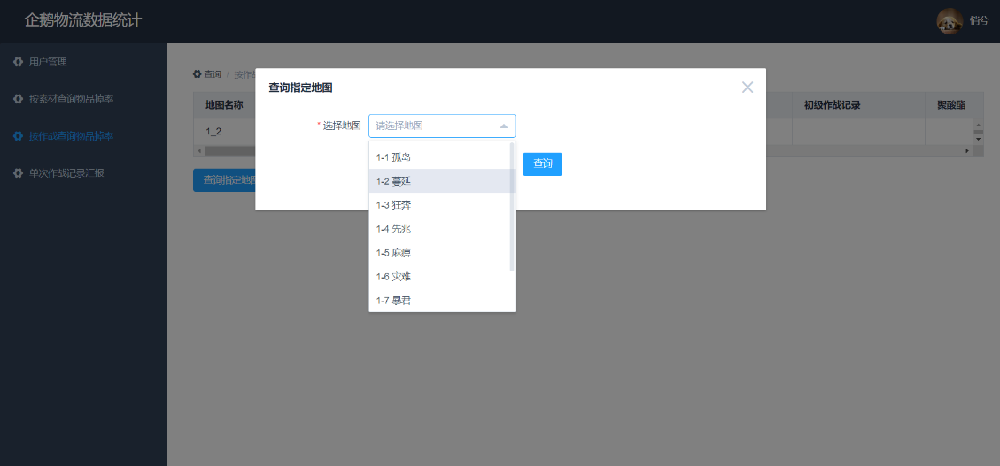 企鹅物流数据统计
悄兮
用户管理
按素材查询物品掉率
按作战查询物品掉率
单次作战记录汇报
查询 / 按作
地图名称
初级作战记录
聚酸酯
1_2
查询指定地图
查询指定地图
* 选择地图
请选择地图
查询
1-1 孤岛
1-2 蔓延
1-3 狂奔
1-4 先兆
1-5 麻痹
1-6 灾难
1-7 暴君